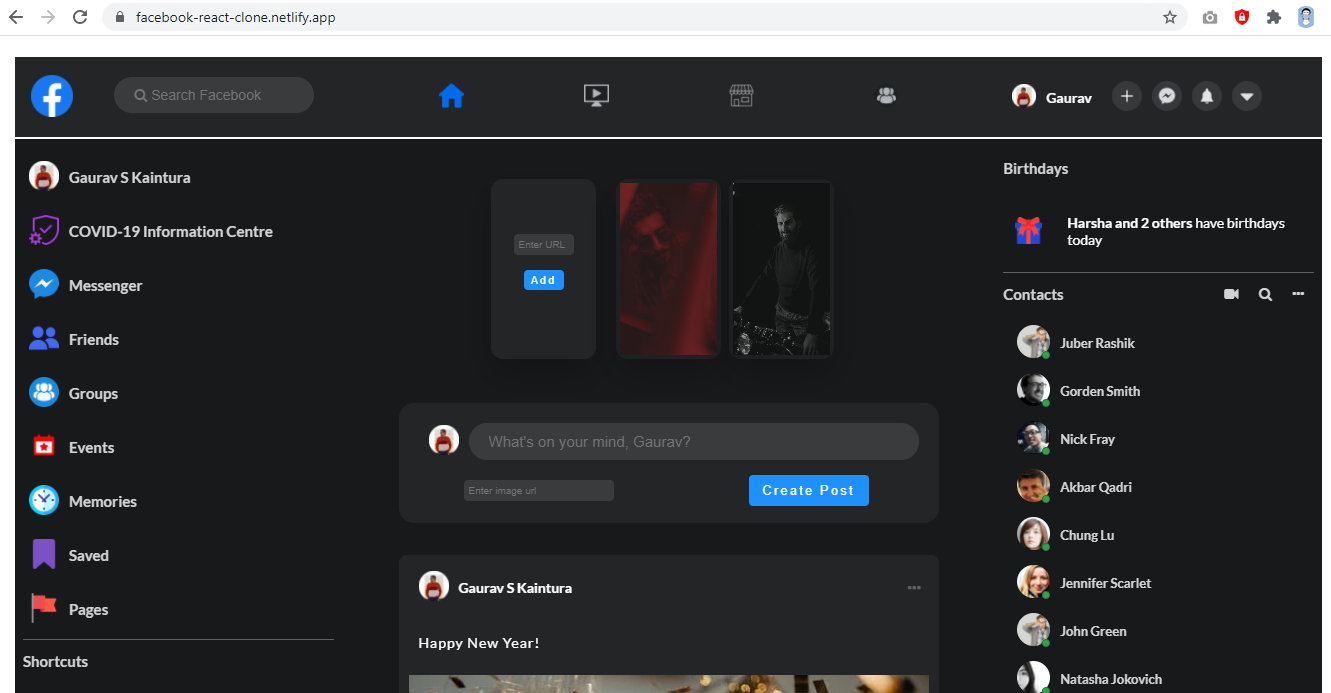 facebook-react-clone.netlify.app
Search Facebook
Gaurav
Gaurav S Kaintura
COVID-19 Information Centre
Messenger
Friends
Groups
Events
Memories
Saved
Pages
Shortcuts
Enter URL
Add
What's on your mind, Gaurav?
Enter image url
Create Post
Gaurav S Kaintura
Happy New Year!
Birthdays
Harsha and 2 others have birthdays
today
Contacts
Juber Rashik
Gorden Smith
Nick Fray
Akbar Qadri
Chung Lu
Jennifer Scarlet
John Green
Natasha Jokovich